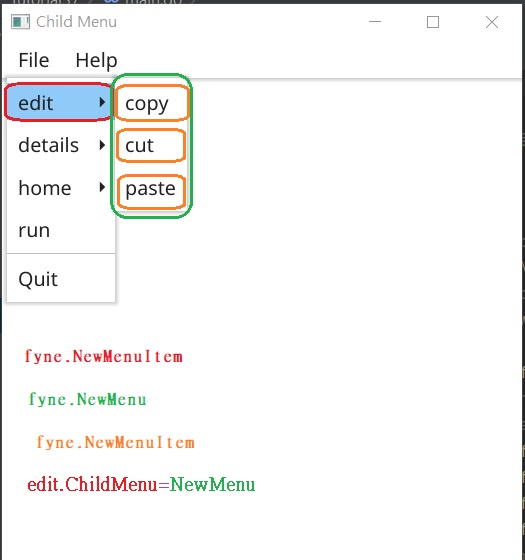 Child Menu
File Help
edit copy
details cut
home paste
run
Quit
fyne.NewMenuItem
fyne.NewMenu
fyne.NewMenuItem
edit.ChildMenu=NewMenu